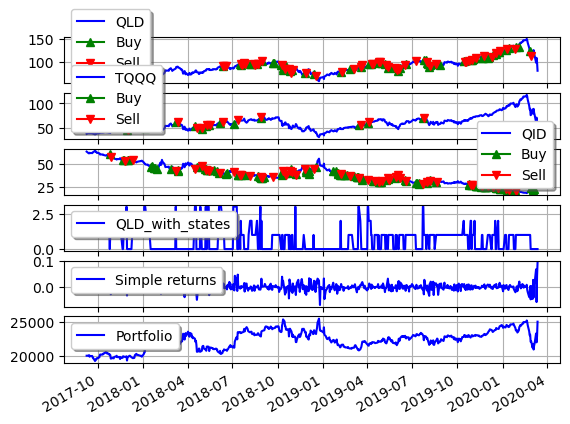 QLD
Buy
Sell
150
100
TQQQ
Buy
Sell
100
50
QLD
Buy
Sell
50
25
QLD_with_states
2.5
0.0
Simple returns
0.1
0.0
Portfolio
25000
20000
2017-10
2018-01
2018-04
2018-07
2018-10
2019-01
2019-04
2019-07
2019-10
2020-01
2020-04